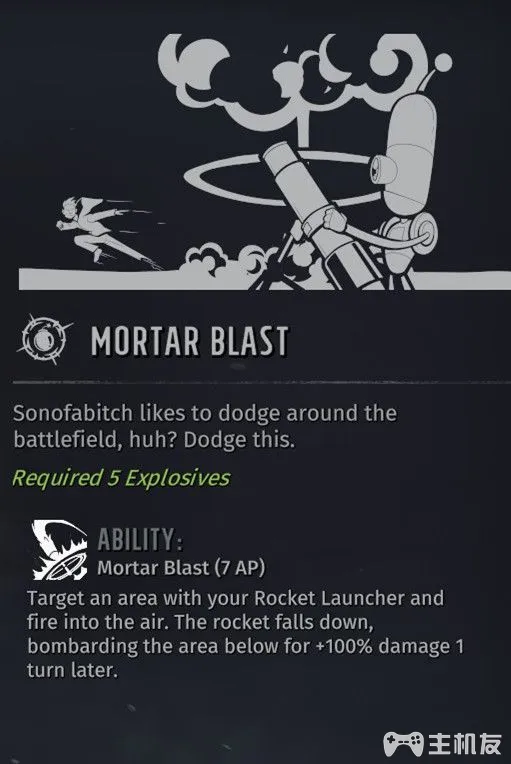 MORTAR BLAST
Sonofabitch likes to dodge around the
battlefield, huh? Dodge this.
Required 5 Explosives
ABILITY:
Mortar Blast (7 AP)
Target an area with your Rocket Launcher and
fire into the air. The rocket falls down,
bombarding the area below for +100% damage 1
turn later.
主机友